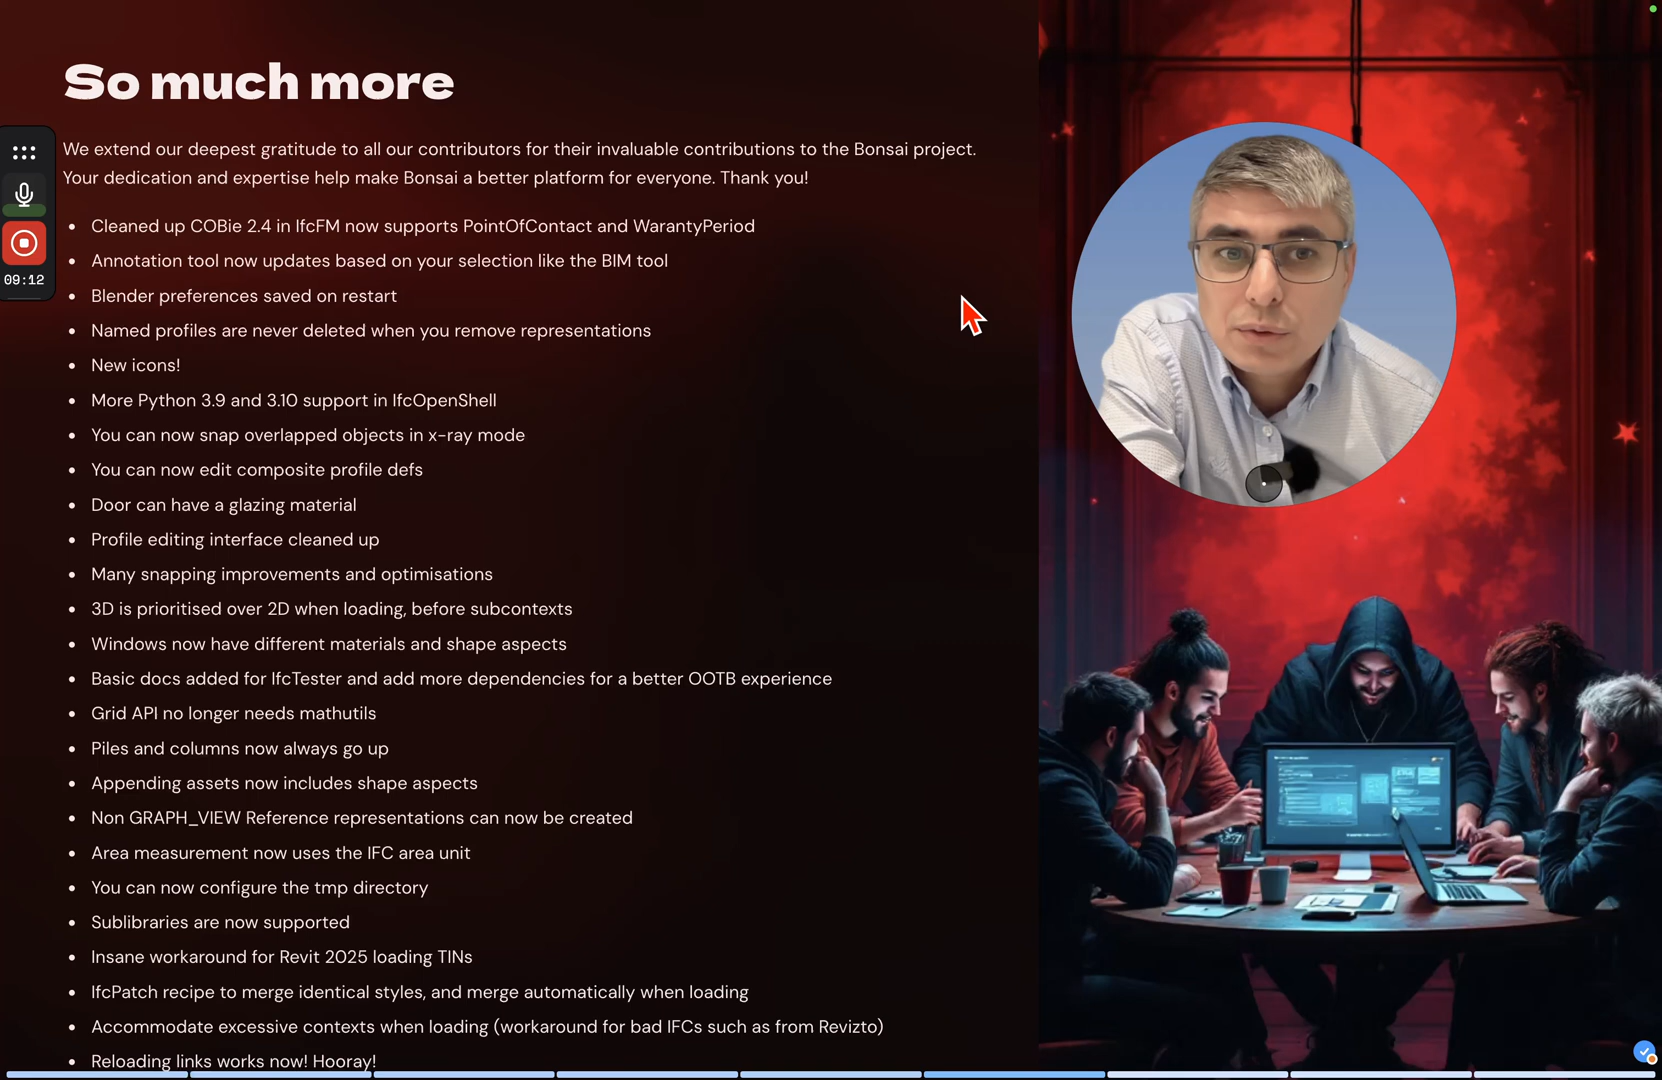 So much more
We extend our deepest gratitude to all our contributors for their invaluable contributions to the Bonsai project.
Your dedication and expertise help make Bonsai a better platform for everyone. Thank you!
• Cleaned up COBie 2.4 in IfcFM now supports PointOfContact and WarantyPeriod
• Annotation tool now updates based on your selection like the BIM tool
09:12
• Blender preferences saved on restart
• Named profiles are never deleted when you remove representations
• New icons!
• More Python 3.9 and 3.10 support in IfcOpenShell
• You can now snap overlapped objects in x-ray mode
• You can now edit composite profile defs
• Door can have a glazing material
• Profile editing interface cleaned up
• Many snapping improvements and optimisations
• 3D is prioritised over 2D when loading, before subcontexts
• Windows now have different materials and shape aspects
• Basic docs added for IfcTester and add more dependencies for a better OOTB experience
• Grid API no longer needs mathutils
• Piles and columns now always go up
• Appending assets now includes shape aspects
• Non GRAPH_VIEW Reference representations can now be created
• Area measurement now uses the IFC area unit
• You can now configure the tmp directory
• Sublibraries are now supported
• Insane workaround for Revit 2025 loading TINs
• IfcPatch recipe to merge identical styles, and merge automatically when loading
• Accommodate excessive contexts when loading (workaround for bad IFCs such as from Revizto)
• Reloading links works now! Hooray!